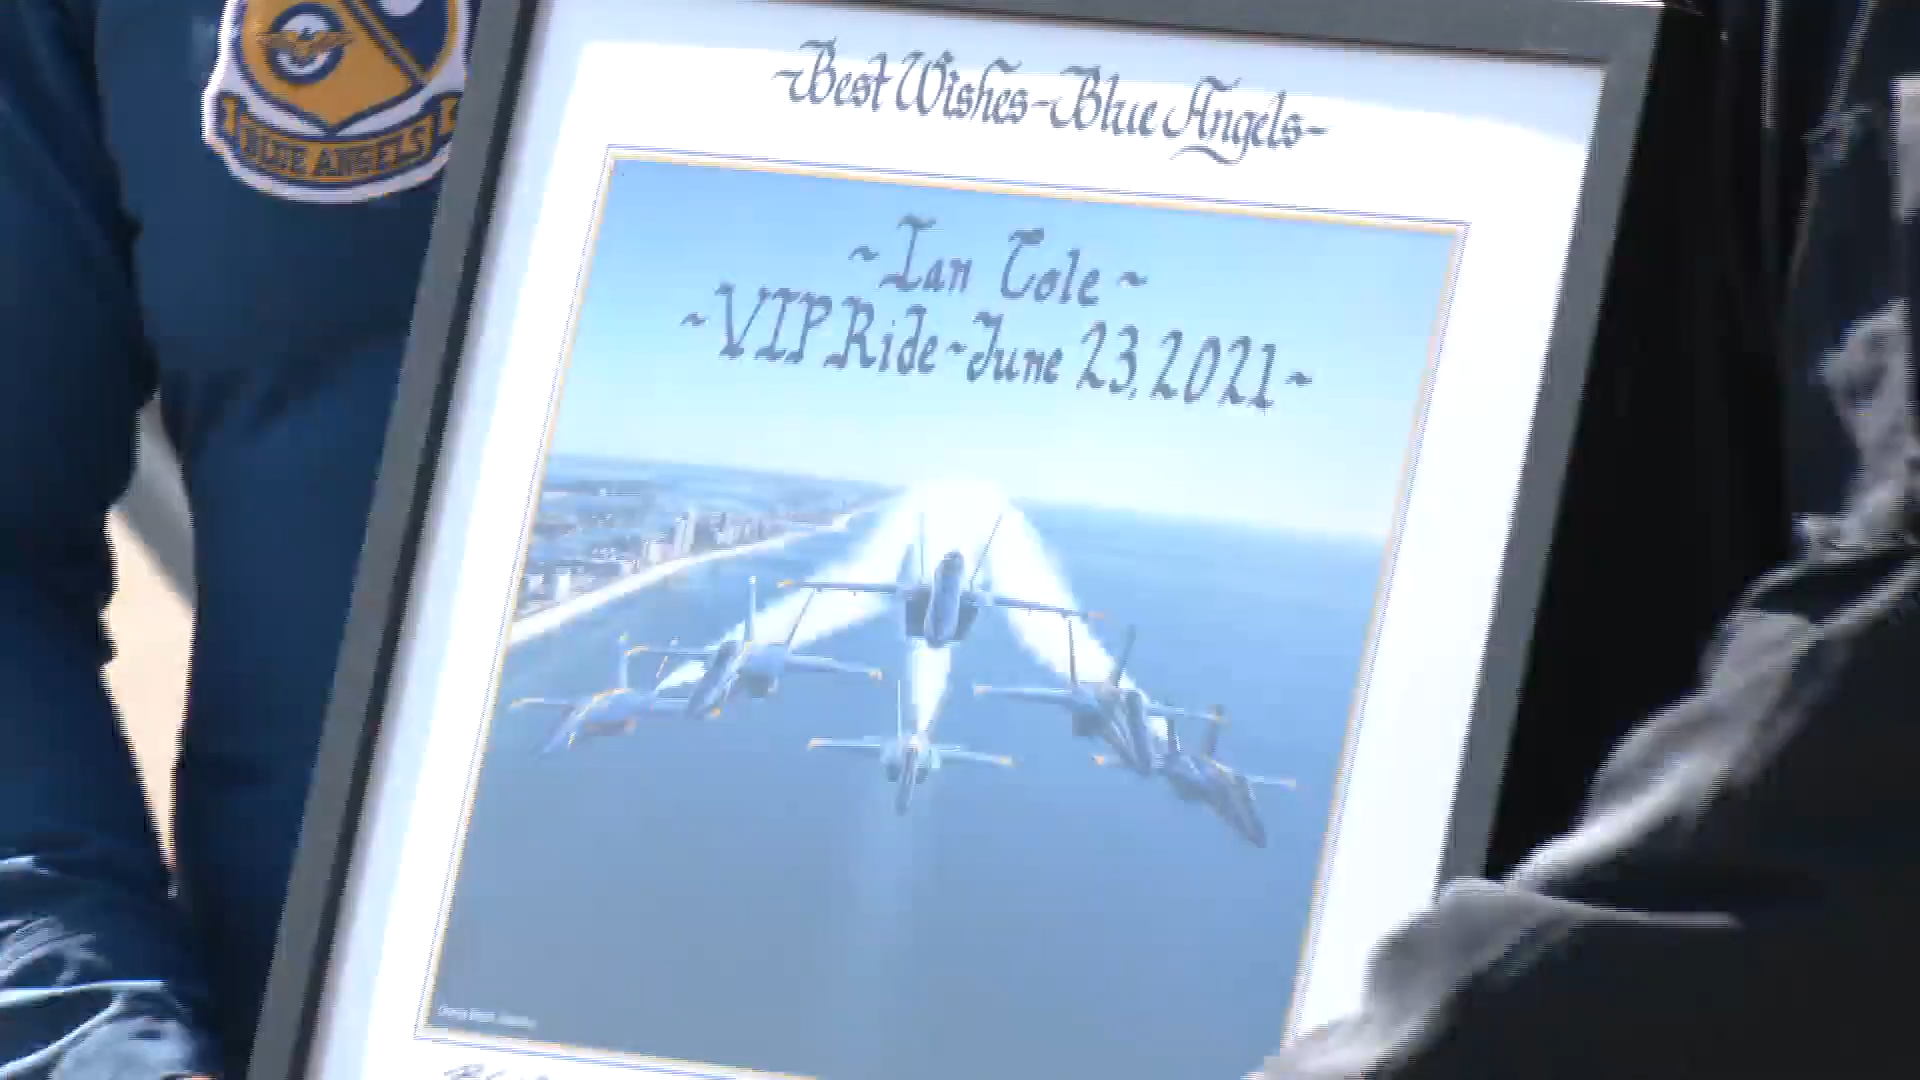 ~Best Wishes~Blue Angels~
~Ian Cole~
~VIP Ride~June 23, 2021~
BLUE ANGELS